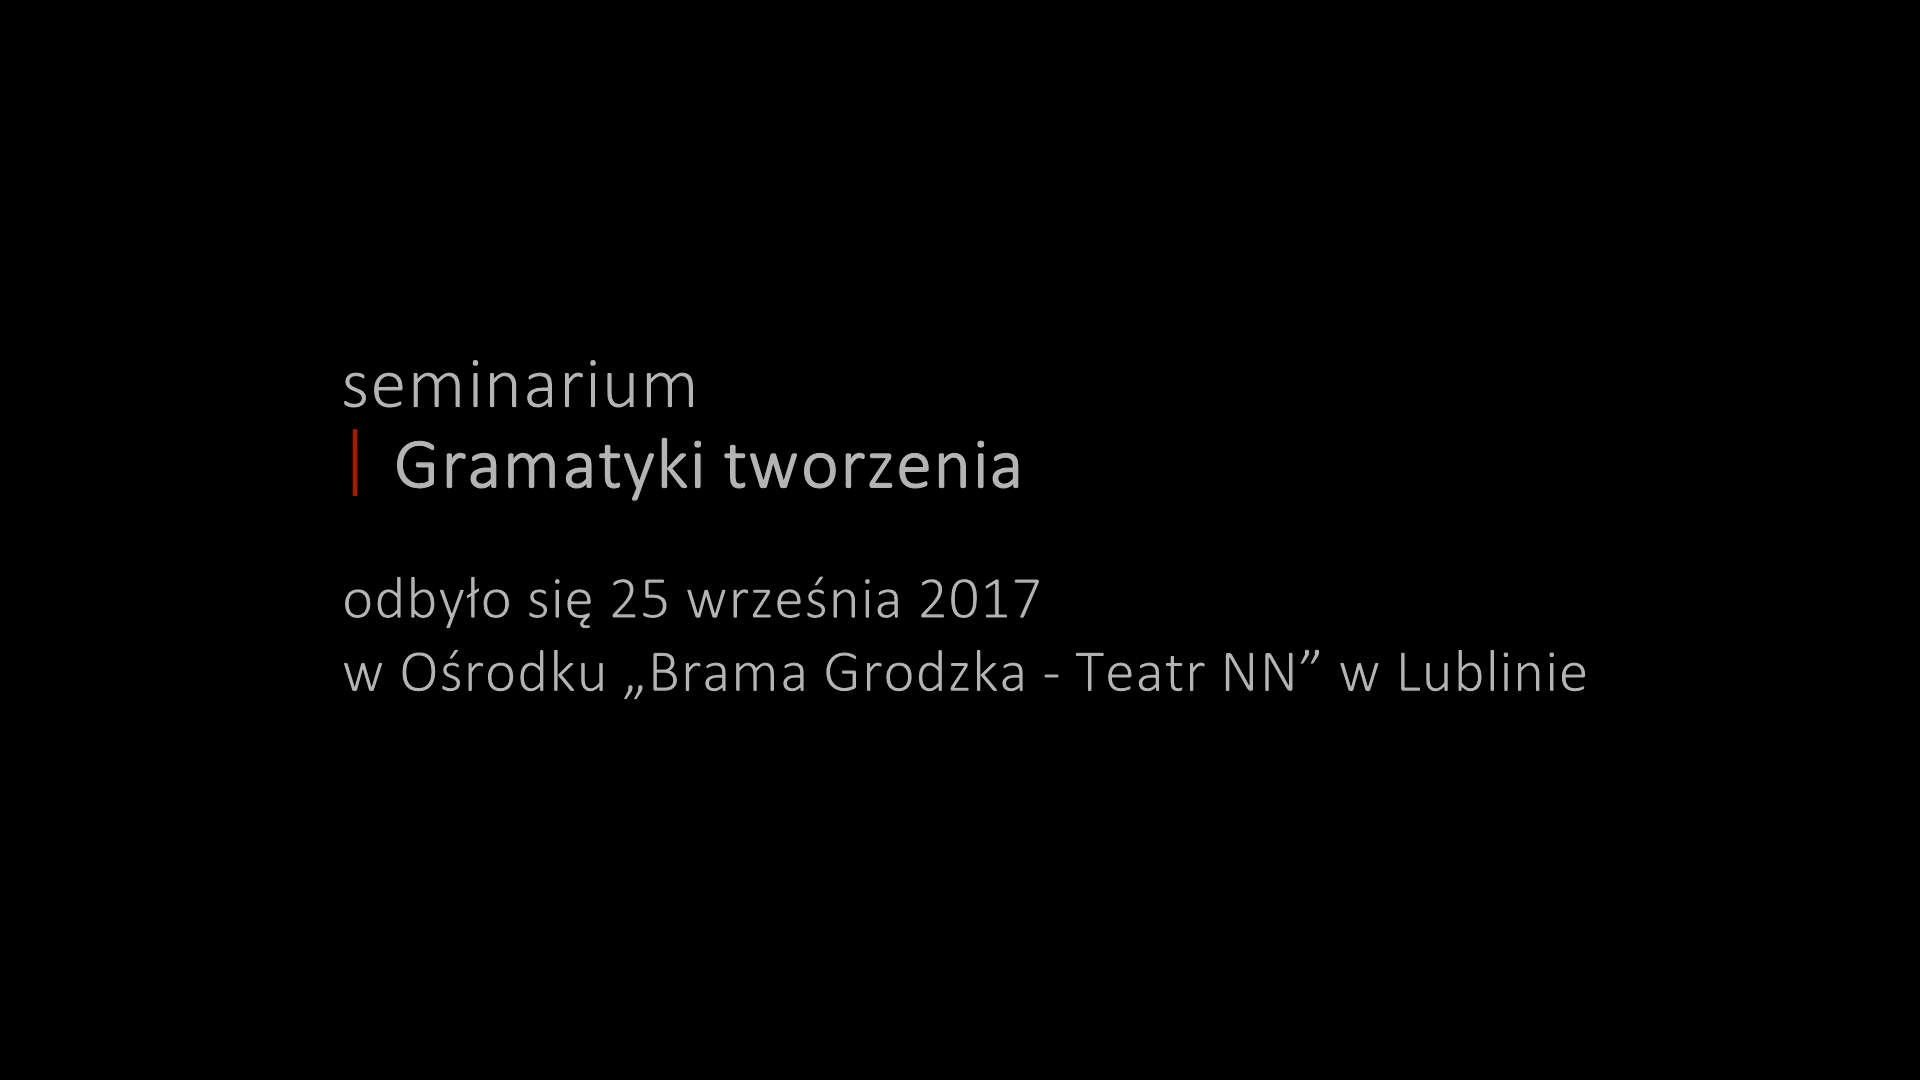 seminarium
Gramatyki tworzenia
odbyło się 25 września 2017
w Ośrodku „Brama Grodzka - Teatr NN” w Lublinie